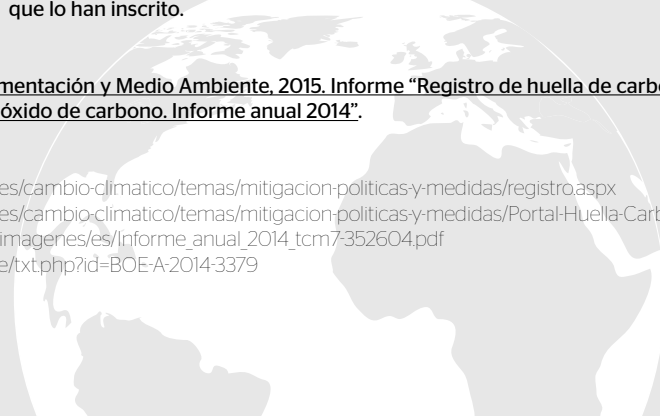 que lo han inscrito.
mentación y Medio Ambiente, 2015. Informe “Registro de huella de carbo
óxido de carbono. Informe anual 2014”.
es/cambio-climatico/temas/mitigacion-politicas-y-medidas/registro.aspx
es/cambio-climatico/temas/mitigacion-politicas-y-medidas/Portal-Huella-Carb
imagenes/es/Informe_anual_2014_tcm7-352604.pdf
e/txt.php?id=BOE-A-2014-3379